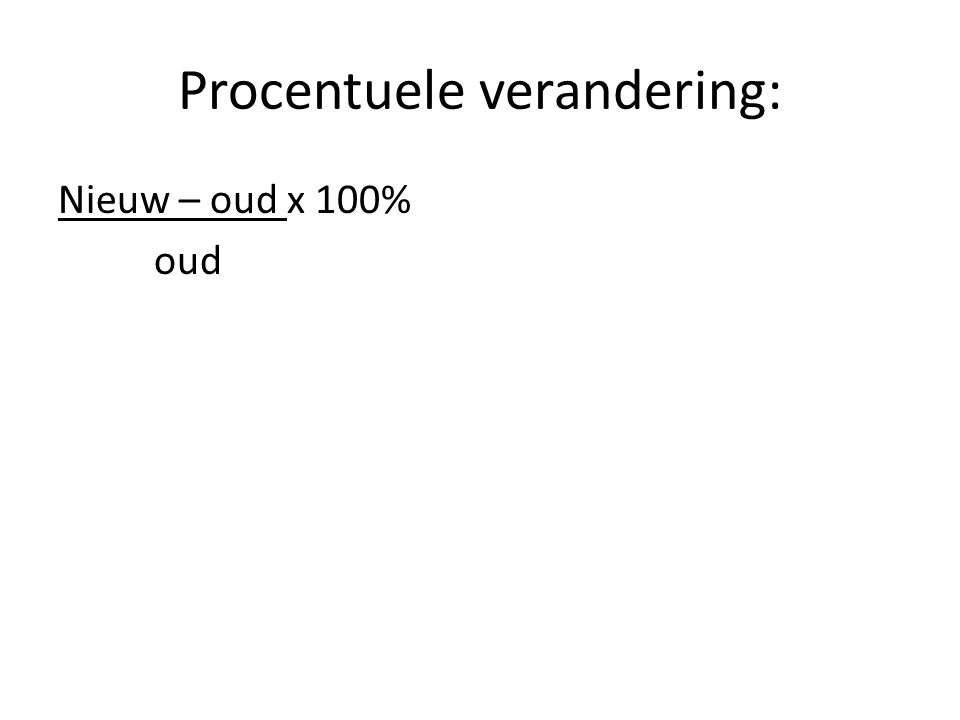 Procentuele verandering:
Nieuw – oud x 100%
oud